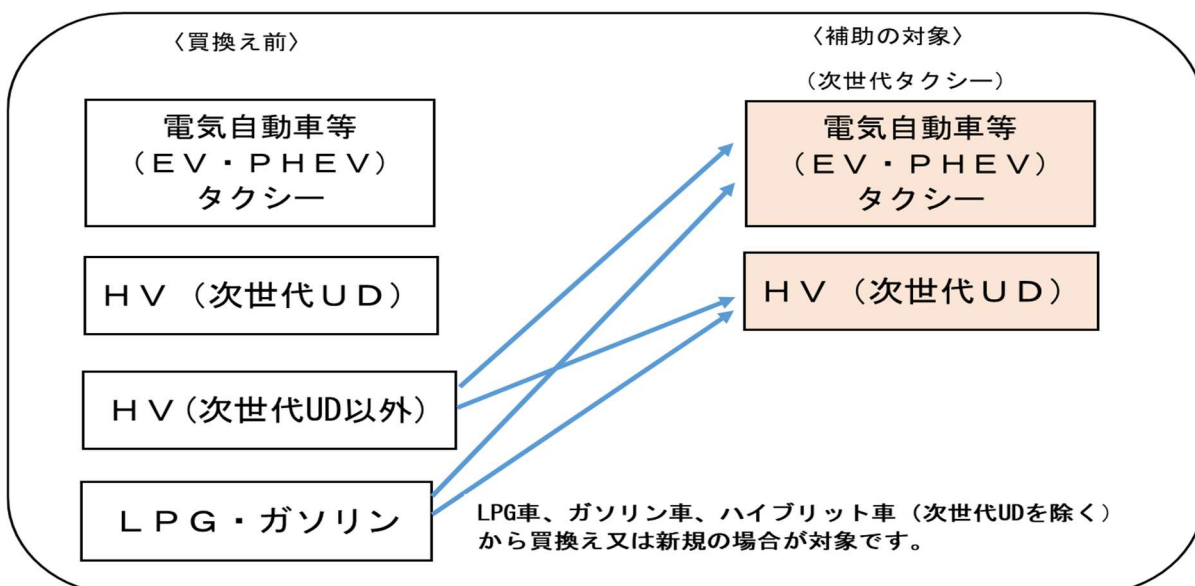 〈買換え前〉
電気自動車等
（ＥＶ・ＰＨＥＶ）
タクシー
ＨＶ（次世代ＵＤ）
ＨＶ（次世代UD以外）
ＬＰＧ・ガソリン
〈補助の対象〉
（次世代タクシー）
電気自動車等
（ＥＶ・ＰＨＥＶ）
タクシー
ＨＶ（次世代ＵＤ）
LPG車、ガソリン車、ハイブリット車（次世代UDを除く）
から買換え又は新規の場合が対象です。